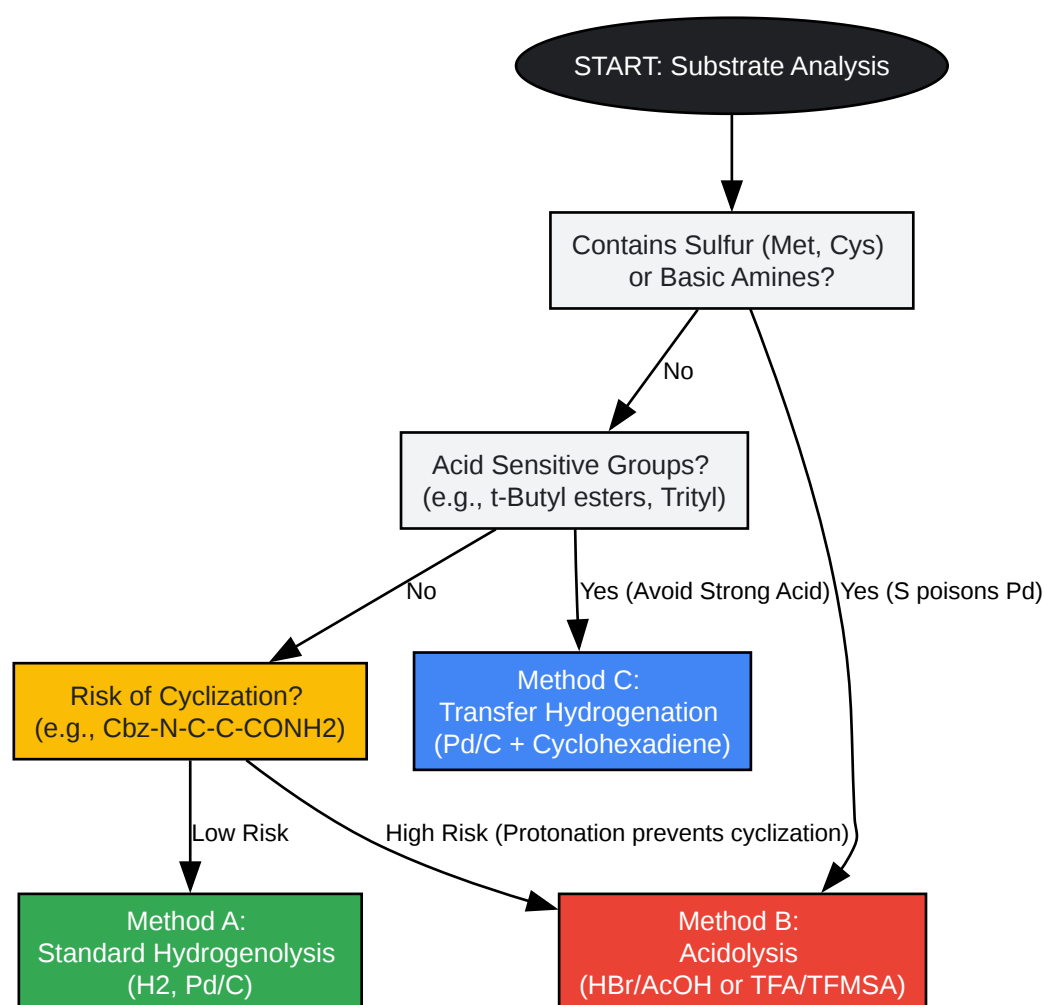 START: Substrate Analysis
Contains Sulfur (Met, Cys)
or Basic Amines?
No
Acid Sensitive Groups?
(e.g., t-Butyl esters, Trityl)
No
Yes (Avoid Strong Acid)
Yes (S poisons Pd)
Risk of Cyclization?
(e.g., Cbz-N-C-C-CONH2)
Method C:
Transfer Hydrogenation
(Pd/C + Cyclohexadiene)
Low Risk
High Risk (Protonation prevents cyclization)
Method A:
Standard Hydrogenolysis
(H2, Pd/C)
Method B:
Acidolysis
(HBr/AcOH or TFA/TFMSA)